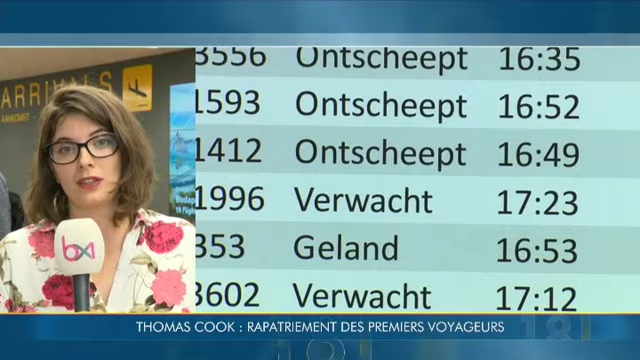 ARRIVALS
ANKUNFT
bx1
3556 Ontscheept 16:35
1593 Ontscheept 16:52
1412 Ontscheept 16:49
1996 Verwacht 17:23
353 Geland 16:53
3602 Verwacht 17:12
THOMAS COOK : RAPATRIEMENT DES PREMIERS VOYAGEURS